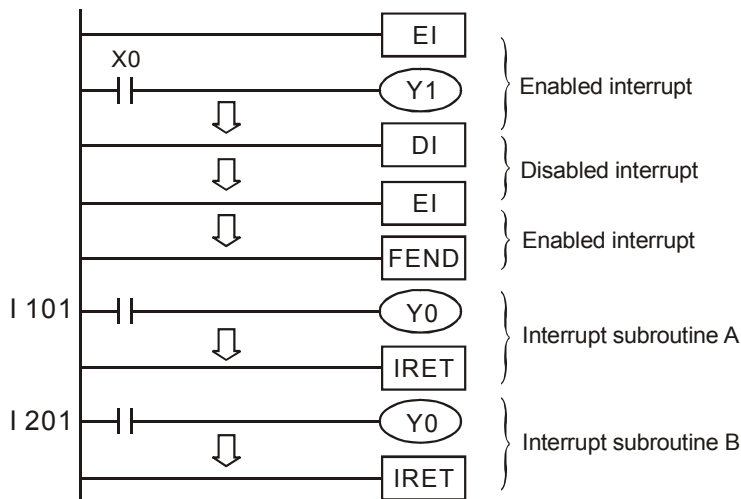 EI
X0
Y1
Enabled interrupt
DI
Disabled interrupt
EI
Enabled interrupt
FEND
I 101
Y0
Interrupt subroutine A
IRET
I 201
Y0
Interrupt subroutine B
IRET